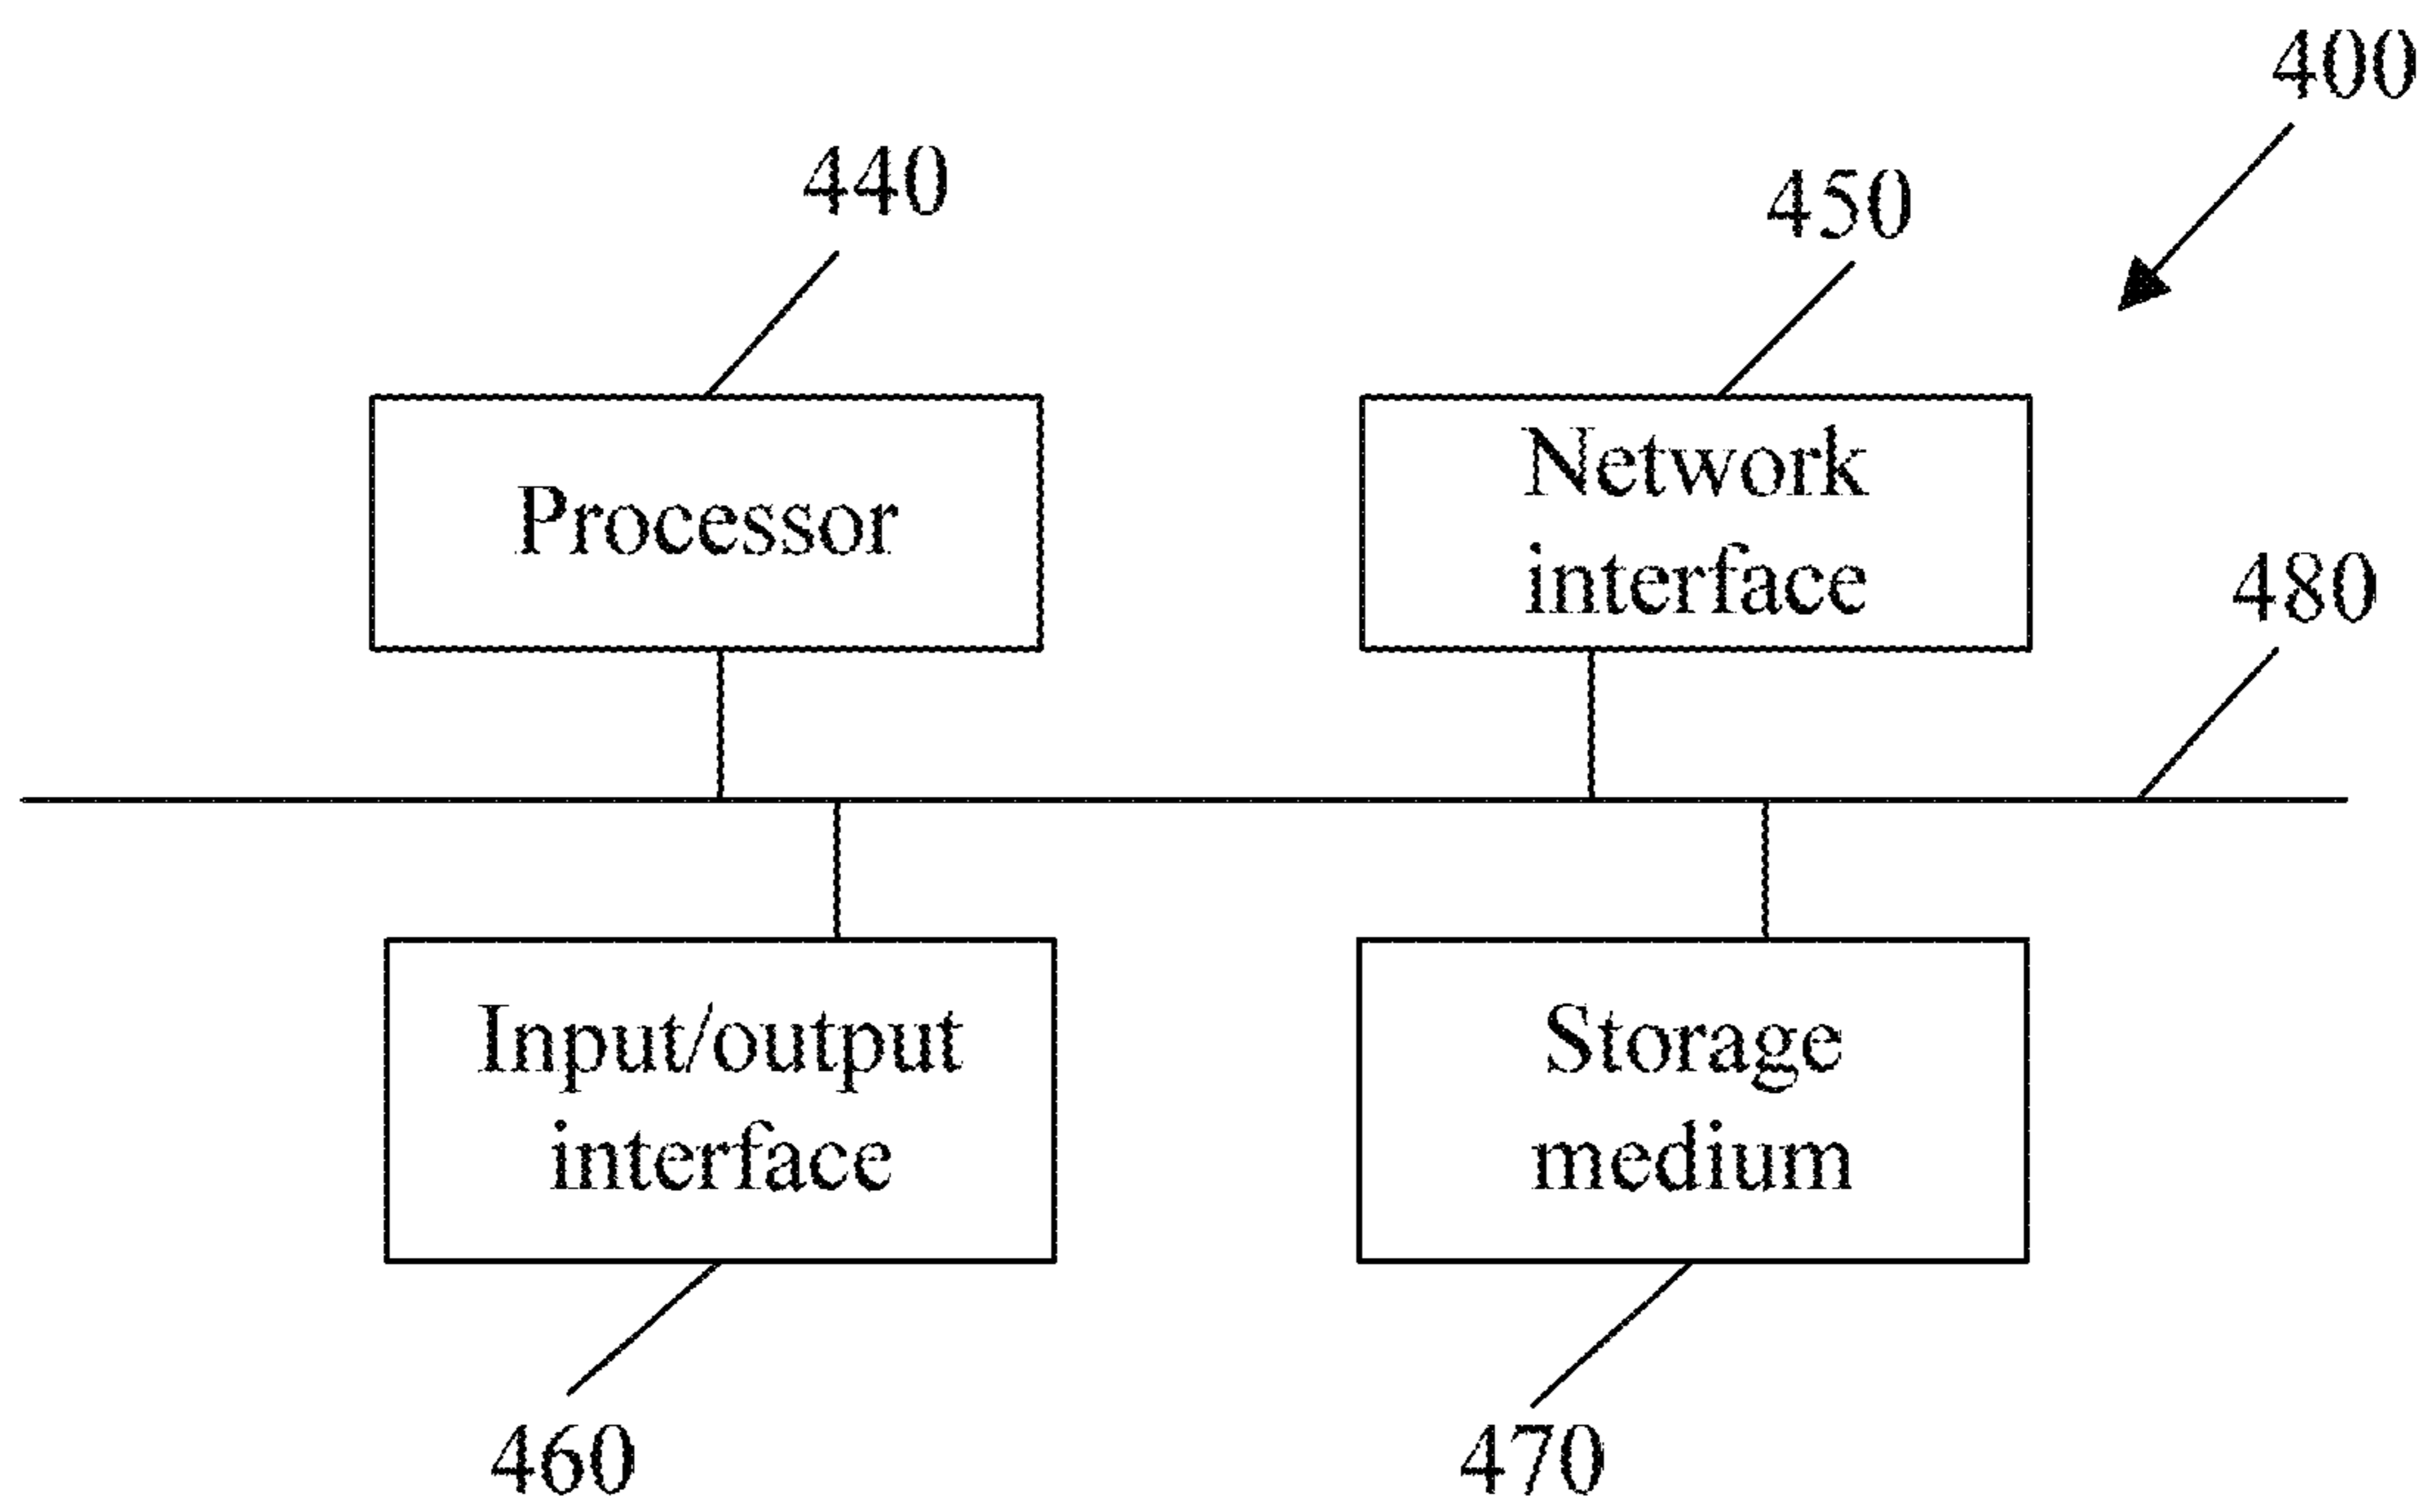 400
440
450
Processor
Network
interface
480
Input/output
interface
Storage
medium
460
470